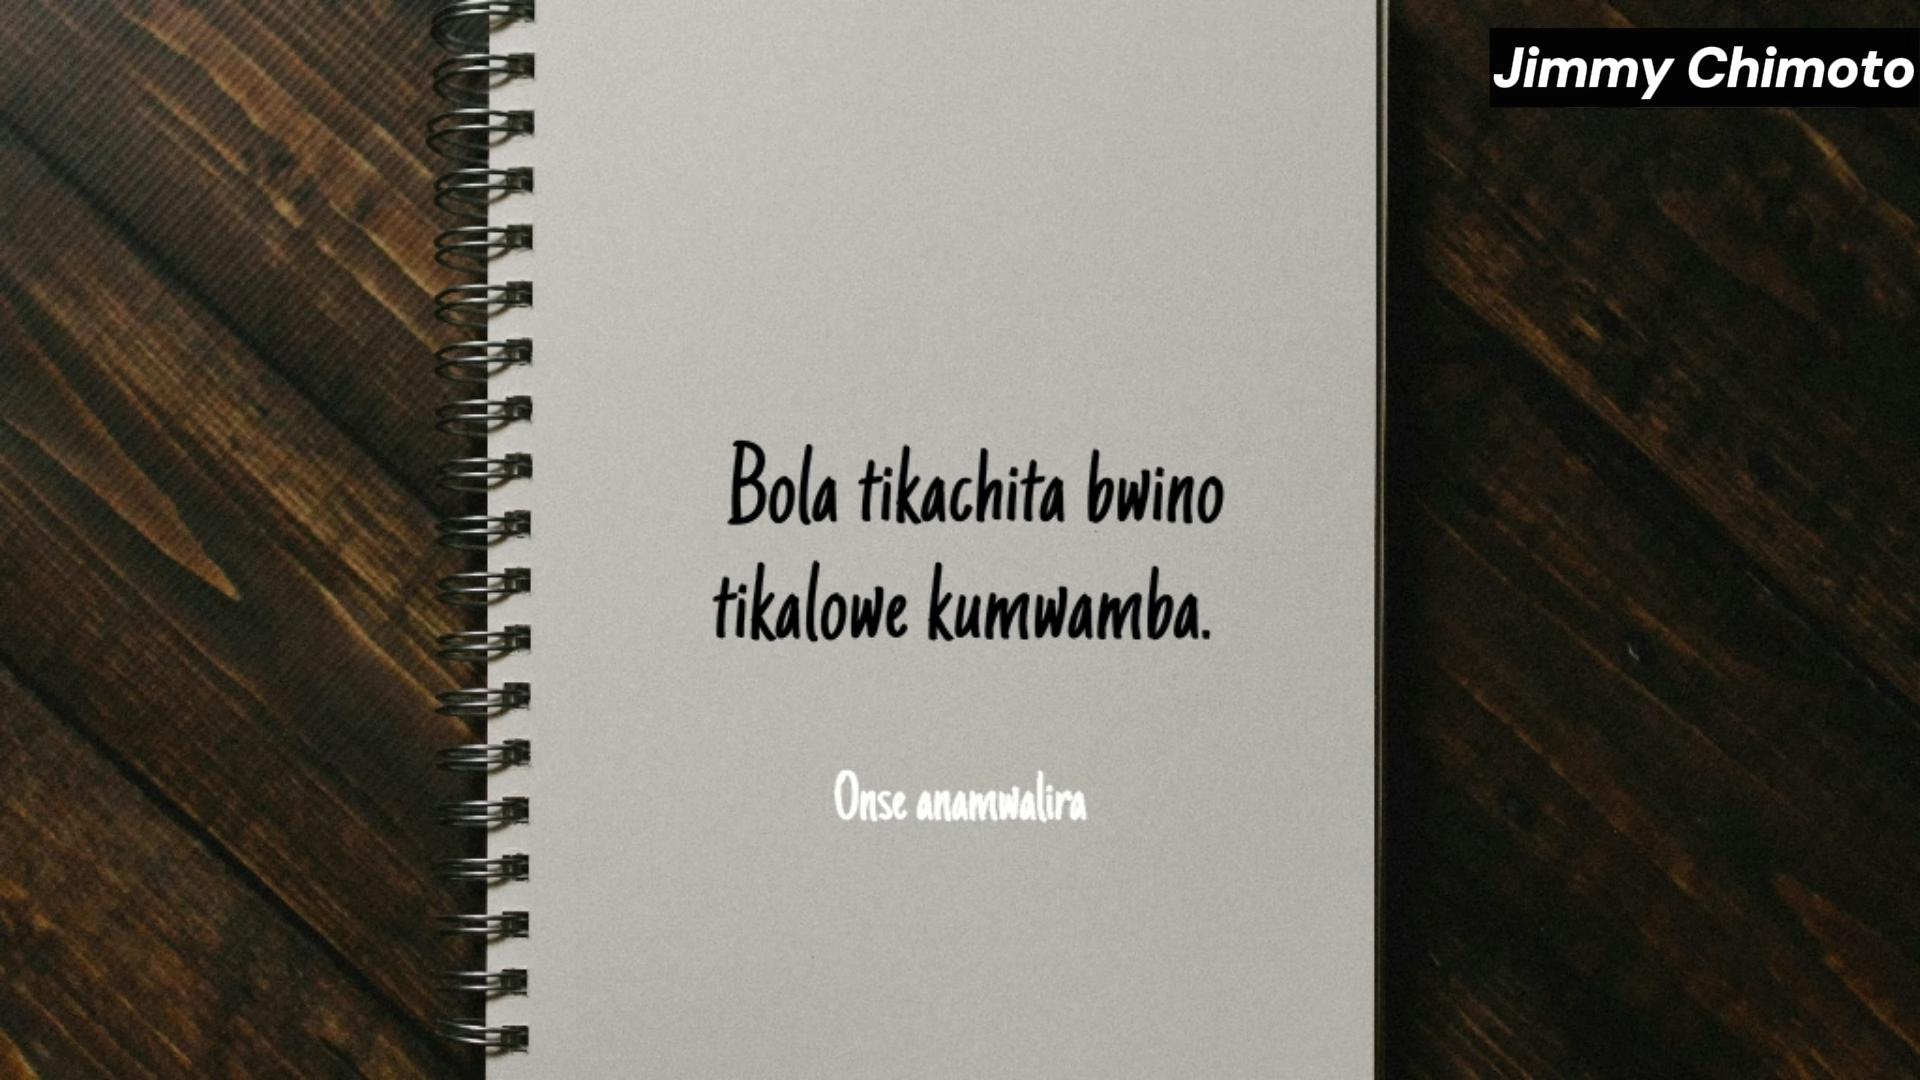 Jimmy Chimoto
Bola tikachita bwino
tikalowe kumwamba.
Onse anamwalira